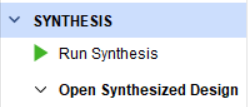 SYNTHESIS
Run Synthesis
Open Synthesized Design